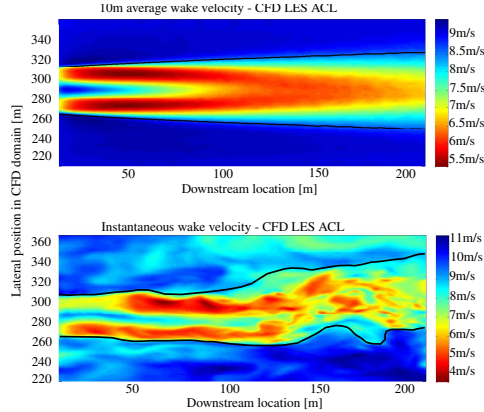 10m average wake velocity - CFD LES ACL
340
320
300
280
260
240
220
9m/s
8.5m/s
8m/s
7.5m/s
7m/s
6.5m/s
6m/s
5.5m/s
50
100
150
200
Downstream location [m]
Lateral position in CFD domain [m]
Instantaneous wake velocity - CFD LES ACL
360
340
320
300
280
260
240
220
11m/s
10m/s
9m/s
8m/s
7m/s
6m/s
5m/s
4m/s
50
100
150
200
Downstream location [m]